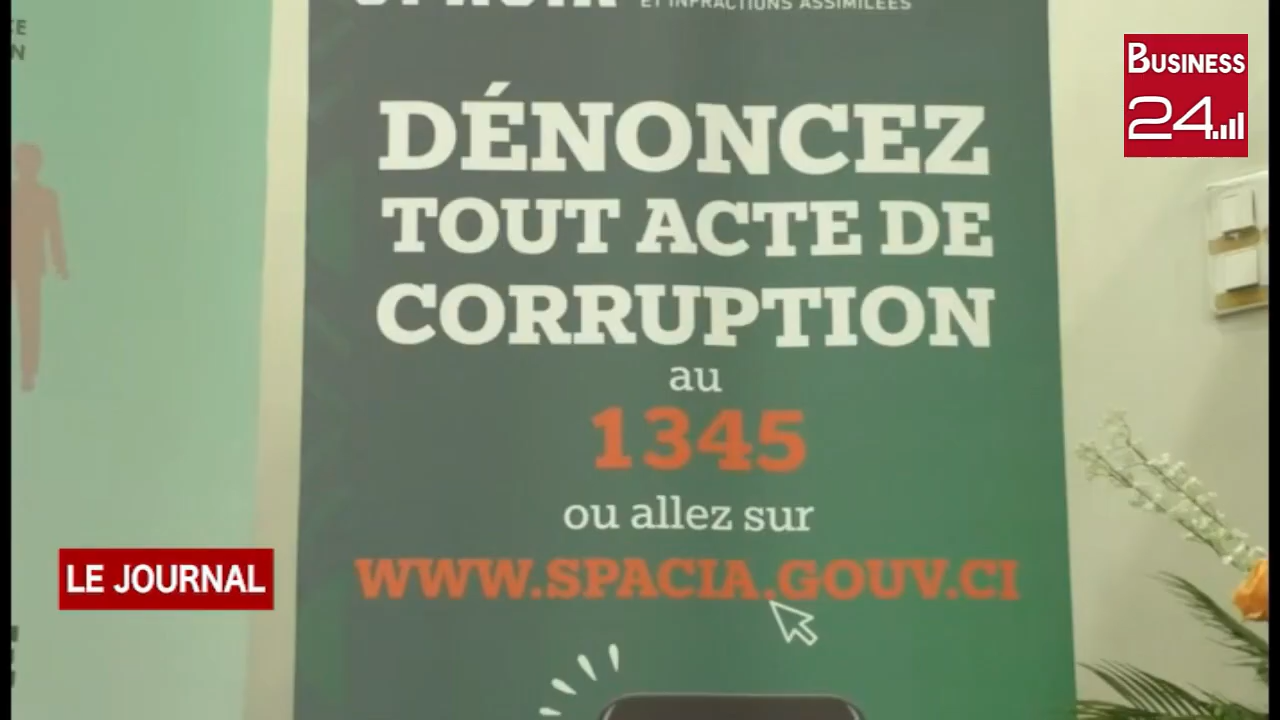 ET INFRACTIONS ASSIMILÉES
DÉNONCEZ
TOUT ACTE DE
CORRUPTION
au
1345
ou allez sur
WWW.SPACIA.GOUV.CI
BUSINESS
24
LE JOURNAL